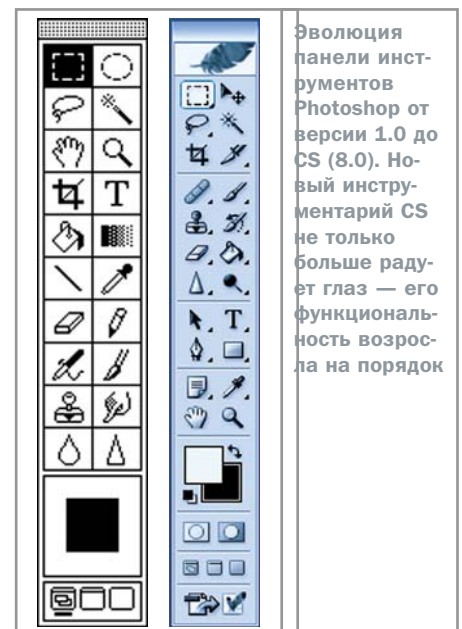 T
T
Эволюция
панели инст-
рументов
Photoshop от
версии 1.0 до
CS (8.0). Но-
вый инстру-
ментарий CS
не только
больше раду-
ет глаз — его
функциональ-
ность возрос-
ла на порядок